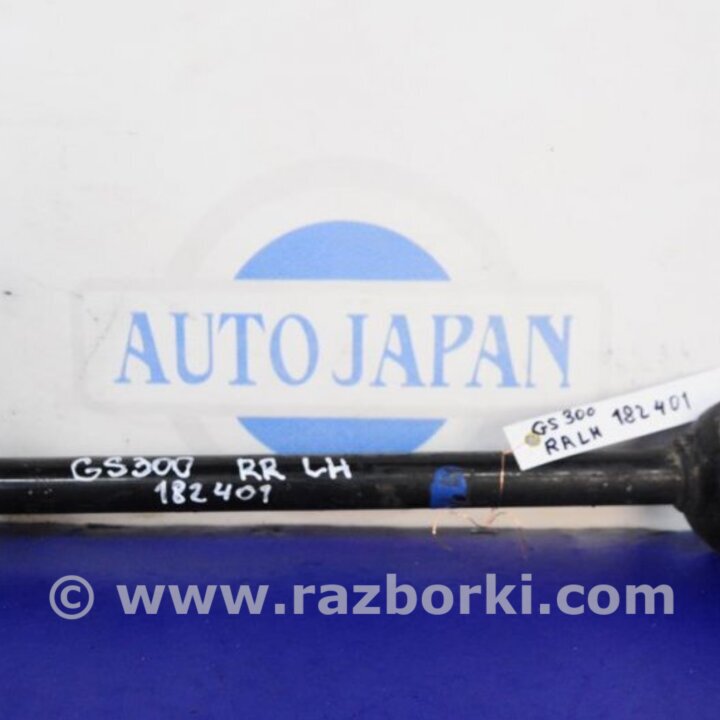 AUTO JAPAN
GS300 182401
RALH
GS300 RR LH
182401
© www.razborki.com